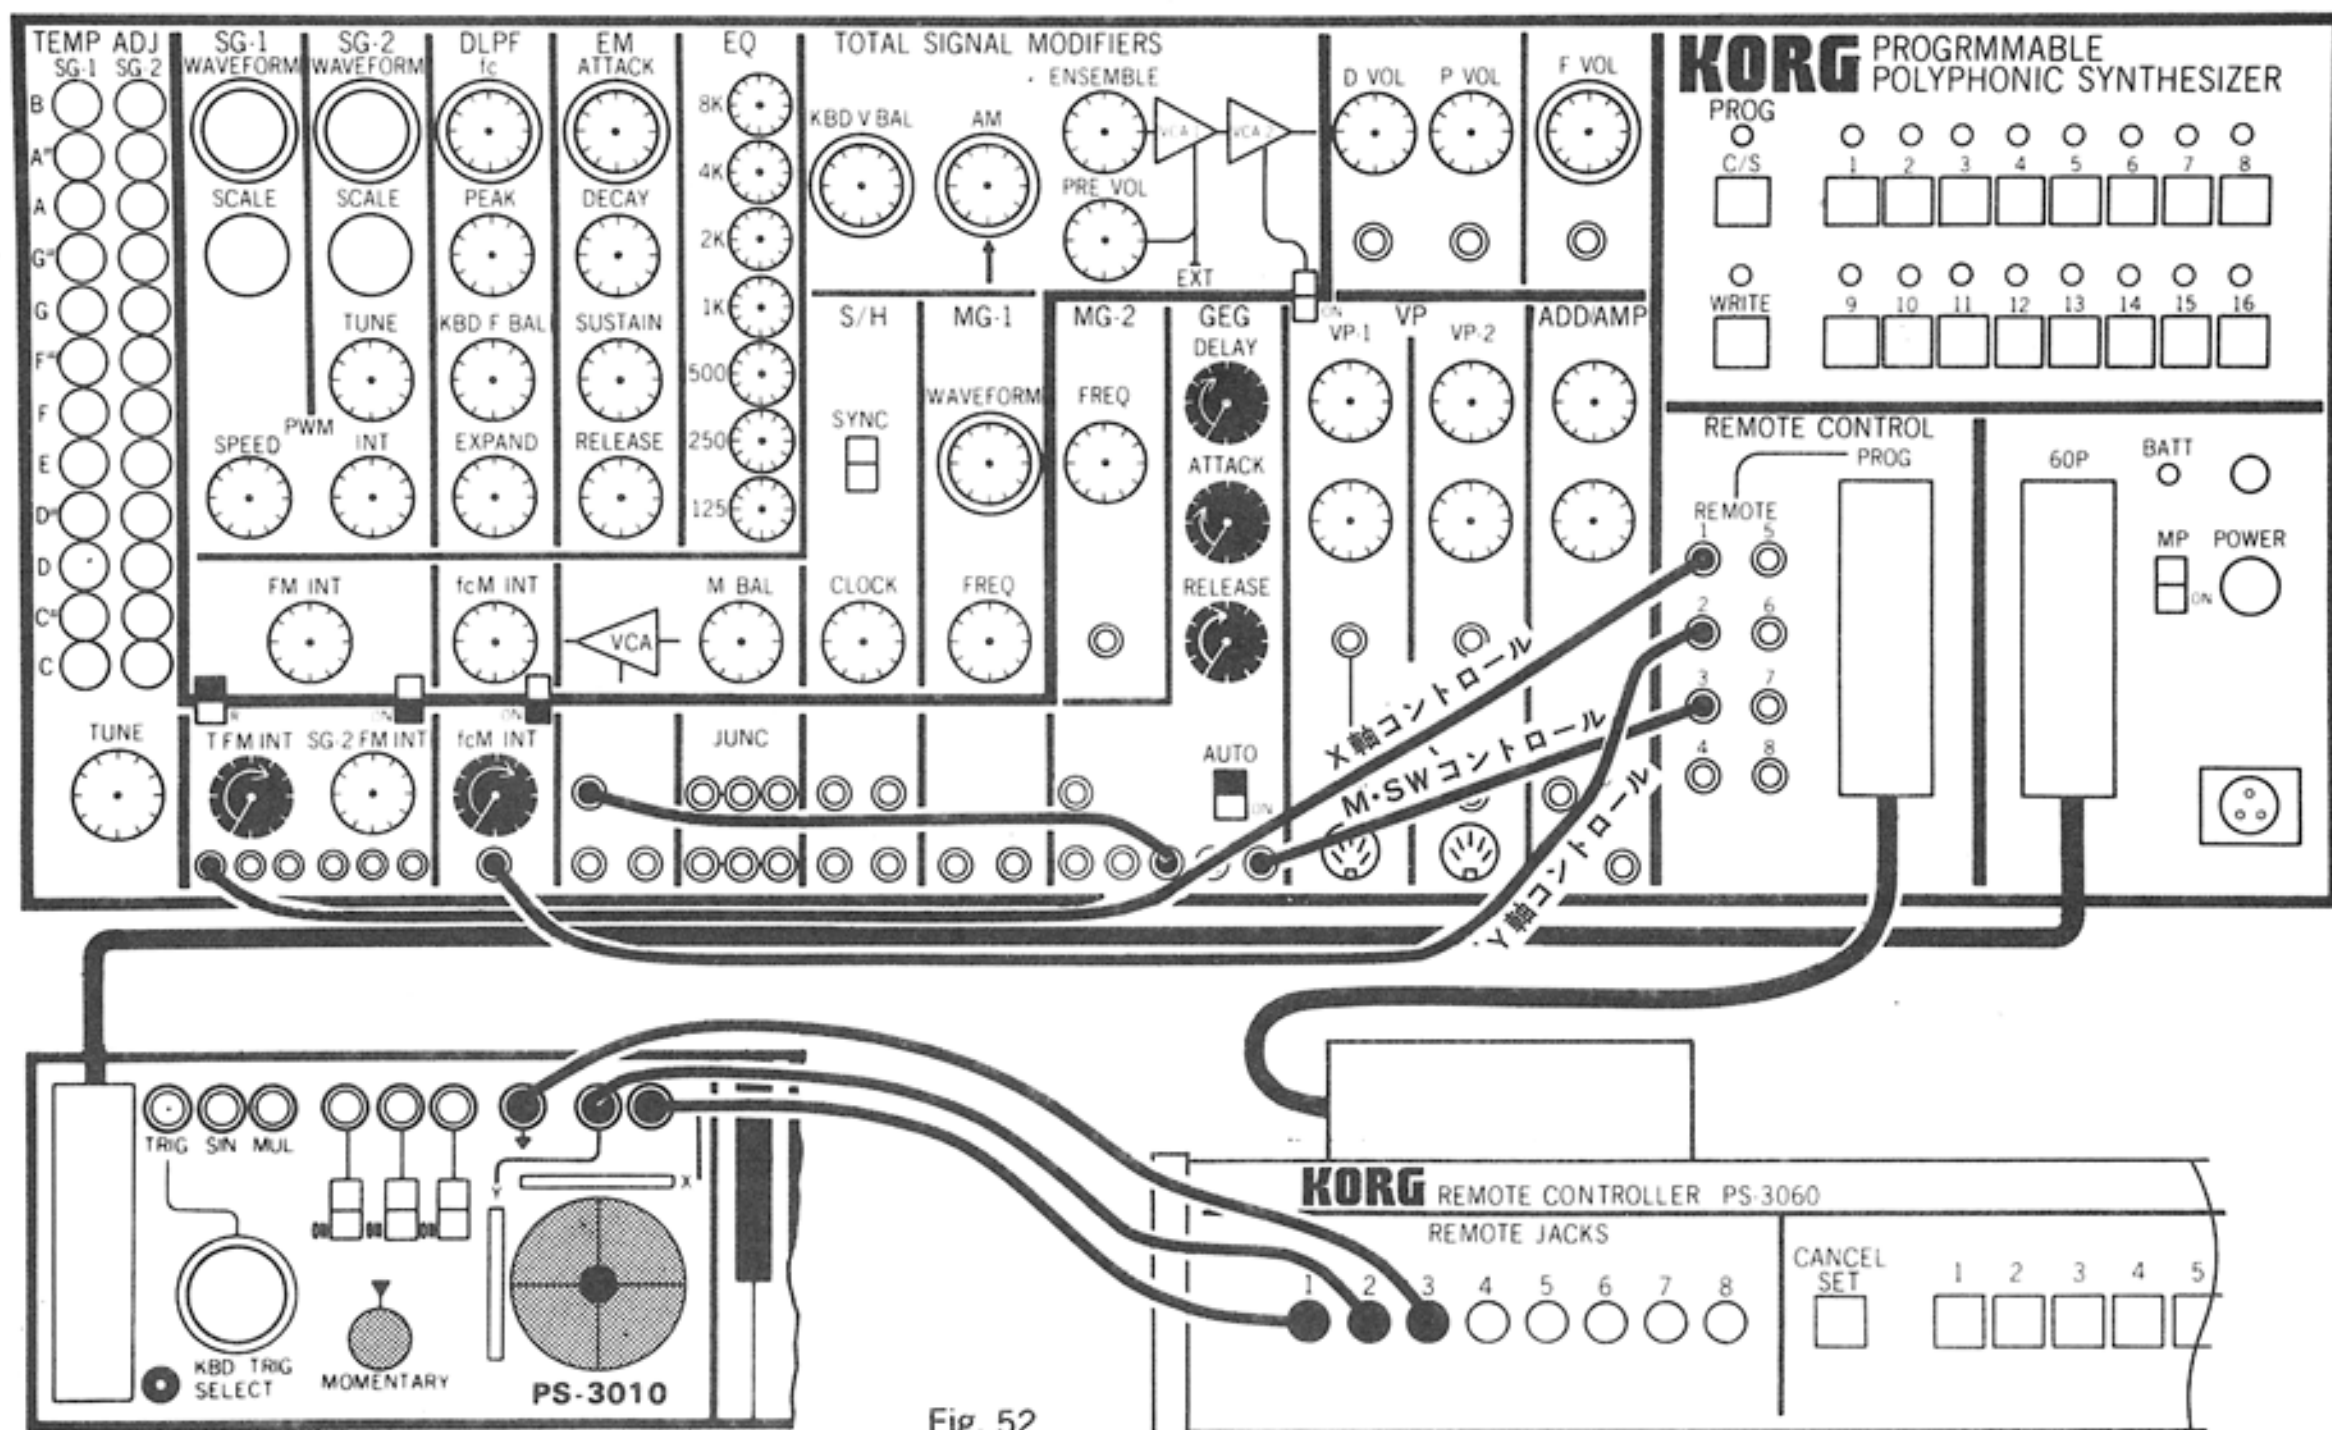 TEMP ADJ
SG-1 SG-2
B
A#
A
G#
G
F#
F
E
D#
D
C#
C
TUNE
SG-1
WAVEFORM
SCALE
SPEED
PWM
SG-2
WAVEFORM
SCALE
TUNE
INT
DLPF
fc
PEAK
KBD F BAL
EXPAND
EM
ATTACK
DECAY
SUSTAIN
RELEASE
EQ
8K
4K
2K
1K
500
250
125
FM INT
fcM INT
VCA
M BAL
R
ON
ON
T FM INT
SG-2 FM INT
fcM INT
JUNC
TOTAL SIGNAL MODIFIERS
KBD V BAL
AM
ENSEMBLE
VCA 1
VCA 2
PRE VOL
EXT
ON
S/H
SYNC
CLOCK
MG-1
WAVEFORM
FREQ
MG-2
FREQ
GEG
DELAY
ATTACK
RELEASE
AUTO
ON
D VOL
P VOL
F VOL
VP
VP-1
VP-2
ADD/AMP
KORG PROGRMMABLE
POLYPHONIC SYNTHESIZER
PROG
C/S
1 2 3 4 5 6 7 8
WRITE
9 10 11 12 13 14 15 16
REMOTE CONTROL
PROG
REMOTE
1 5
2 6
3 7
4 8
60P
BATT
MP
ON
POWER
X軸コントロール
M・SWコントロール
Y軸コントロール
TRIG SIN MUL
ON ON ON
Y
X
KBD TRIG
SELECT
MOMENTARY
PS-3010
Fig. 52
KORG REMOTE CONTROLLER PS-3060
REMOTE JACKS
1 2 3 4 5 6 7 8
CANCEL
SET
1 2 3 4 5